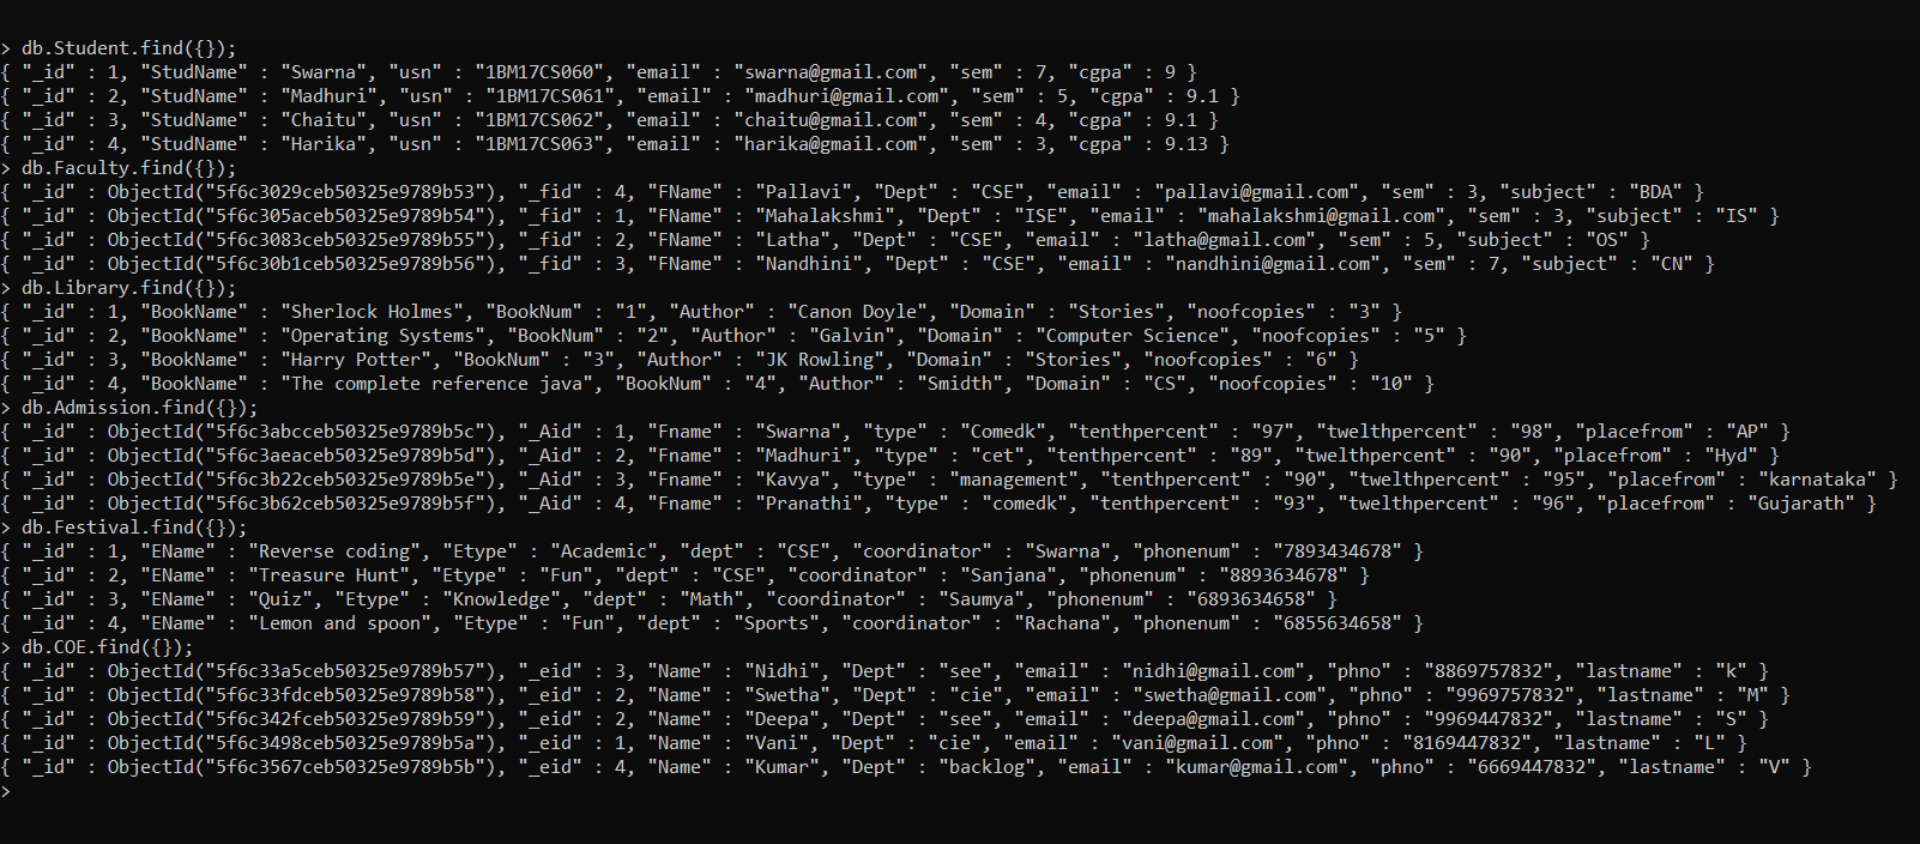 > db.Student.find({});
{ "_id" : 1, "StudName" : "Swarna", "usn" : "1BM17CS060", "email" : "swarna@gmail.com", "sem" : 7, "cgpa" : 9 }
{ "_id" : 2, "StudName" : "Madhuri", "usn" : "1BM17CS061", "email" : "madhuri@gmail.com", "sem" : 5, "cgpa" : 9.1 }
{ "_id" : 3, "StudName" : "Chaitu", "usn" : "1BM17CS062", "email" : "chaitu@gmail.com", "sem" : 4, "cgpa" : 9.1 }
{ "_id" : 4, "StudName" : "Harika", "usn" : "1BM17CS063", "email" : "harika@gmail.com", "sem" : 3, "cgpa" : 9.13 }
> db.Faculty.find({});
{ "_id" : ObjectId("5f6c3029ceb50325e9789b53"), "_fid" : 4, "FName" : "Pallavi", "Dept" : "CSE", "email" : "pallavi@gmail.com", "sem" : 3, "subject" : "BDA" }
{ "_id" : ObjectId("5f6c305aceb50325e9789b54"), "_fid" : 1, "FName" : "Mahalakshmi", "Dept" : "ISE", "email" : "mahalakshmi@gmail.com", "sem" : 3, "subject" : "IS" }
{ "_id" : ObjectId("5f6c3083ceb50325e9789b55"), "_fid" : 2, "FName" : "Latha", "Dept" : "CSE", "email" : "latha@gmail.com", "sem" : 5, "subject" : "OS" }
{ "_id" : ObjectId("5f6c30b1ceb50325e9789b56"), "_fid" : 3, "FName" : "Nandhini", "Dept" : "CSE", "email" : "nandhini@gmail.com", "sem" : 7, "subject" : "CN" }
> db.Library.find({});
{ "_id" : 1, "BookName" : "Sherlock Holmes", "BookNum" : "1", "Author" : "Canon Doyle", "Domain" : "Stories", "noofcopies" : "3" }
{ "_id" : 2, "BookName" : "Operating Systems", "BookNum" : "2", "Author" : "Galvin", "Domain" : "Computer Science", "noofcopies" : "5" }
{ "_id" : 3, "BookName" : "Harry Potter", "BookNum" : "3", "Author" : "JK Rowling", "Domain" : "Stories", "noofcopies" : "6" }
{ "_id" : 4, "BookName" : "The complete reference java", "BookNum" : "4", "Author" : "Smidth", "Domain" : "CS", "noofcopies" : "10" }
> db.Admission.find({});
{ "_id" : ObjectId("5f6c3abcceb50325e9789b5c"), "_Aid" : 1, "Fname" : "Swarna", "type" : "Comedk", "tenthpercent" : "97", "twelthpercent" : "98", "placefrom" : "AP" }
{ "_id" : ObjectId("5f6c3aeaceb50325e9789b5d"), "_Aid" : 2, "Fname" : "Madhuri", "type" : "cet", "tenthpercent" : "89", "twelthpercent" : "90", "placefrom" : "Hyd" }
{ "_id" : ObjectId("5f6c3b22ceb50325e9789b5e"), "_Aid" : 3, "Fname" : "Kavya", "type" : "management", "tenthpercent" : "90", "twelthpercent" : "95", "placefrom" : "karnataka" }
{ "_id" : ObjectId("5f6c3b62ceb50325e9789b5f"), "_Aid" : 4, "Fname" : "Pranathi", "type" : "comedk", "tenthpercent" : "93", "twelthpercent" : "96", "placefrom" : "Gujarath" }
> db.Festival.find({});
{ "_id" : 1, "EName" : "Reverse coding", "Etype" : "Academic", "dept" : "CSE", "coordinator" : "Swarna", "phonenum" : "7893434678" }
{ "_id" : 2, "EName" : "Treasure Hunt", "Etype" : "Fun", "dept" : "CSE", "coordinator" : "Sanjana", "phonenum" : "8893634678" }
{ "_id" : 3, "EName" : "Quiz", "Etype" : "Knowledge", "dept" : "Math", "coordinator" : "Saumya", "phonenum" : "6893634658" }
{ "_id" : 4, "EName" : "Lemon and spoon", "Etype" : "Fun", "dept" : "Sports", "coordinator" : "Rachana", "phonenum" : "6855634658" }
> db.COE.find({});
{ "_id" : ObjectId("5f6c33a5ceb50325e9789b57"), "_eid" : 3, "Name" : "Nidhi", "Dept" : "see", "email" : "nidhi@gmail.com", "phno" : "8869757832", "lastname" : "k" }
{ "_id" : ObjectId("5f6c33fdceb50325e9789b58"), "_eid" : 2, "Name" : "Swetha", "Dept" : "cie", "email" : "swetha@gmail.com", "phno" : "9969757832", "lastname" : "M" }
{ "_id" : ObjectId("5f6c342fceb50325e9789b59"), "_eid" : 2, "Name" : "Deepa", "Dept" : "see", "email" : "deepa@gmail.com", "phno" : "9969447832", "lastname" : "S" }
{ "_id" : ObjectId("5f6c3498ceb50325e9789b5a"), "_eid" : 1, "Name" : "Vani", "Dept" : "cie", "email" : "vani@gmail.com", "phno" : "8169447832", "lastname" : "L" }
{ "_id" : ObjectId("5f6c3567ceb50325e9789b5b"), "_eid" : 4, "Name" : "Kumar", "Dept" : "backlog", "email" : "kumar@gmail.com", "phno" : "6669447832", "lastname" : "V" }
>